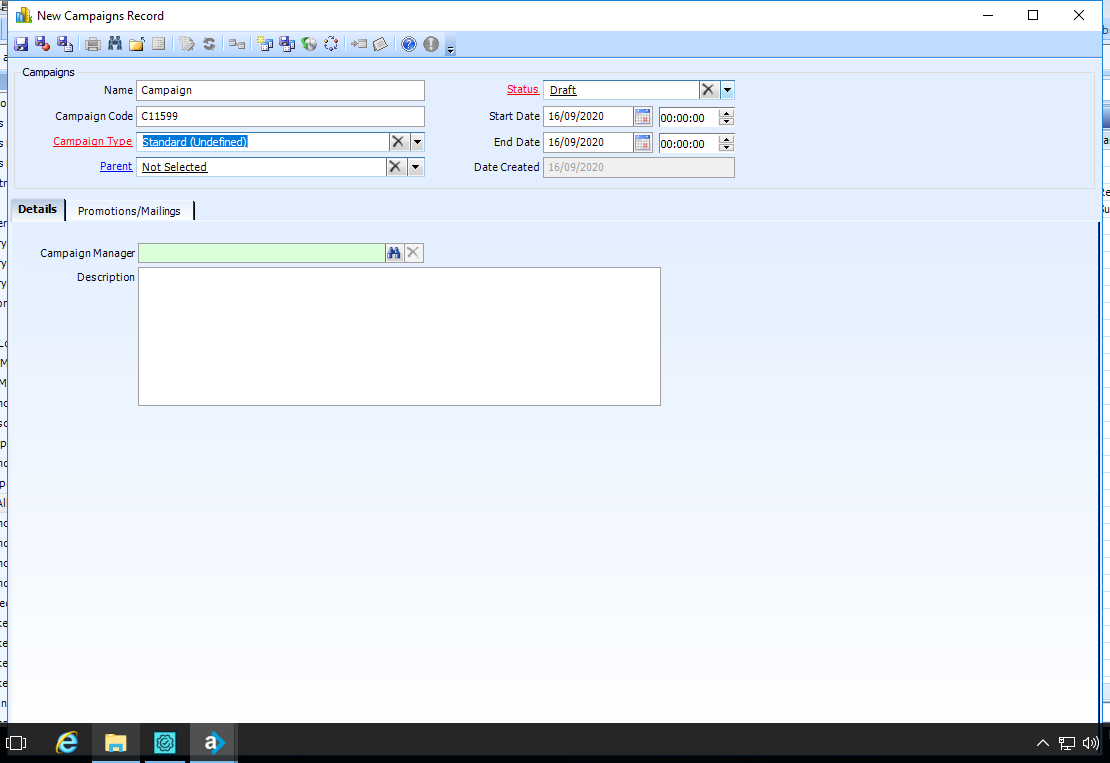 New Campaigns Record
Campaigns
Name Campaign Status Draft
Campaign Code C11599 Start Date 16/09/2020 00:00:00
Campaign Type Standard (Undefined) End Date 16/09/2020 00:00:00
Parent Not Selected Date Created 16/09/2020
Details Promotions/Mailings
Campaign Manager
Description